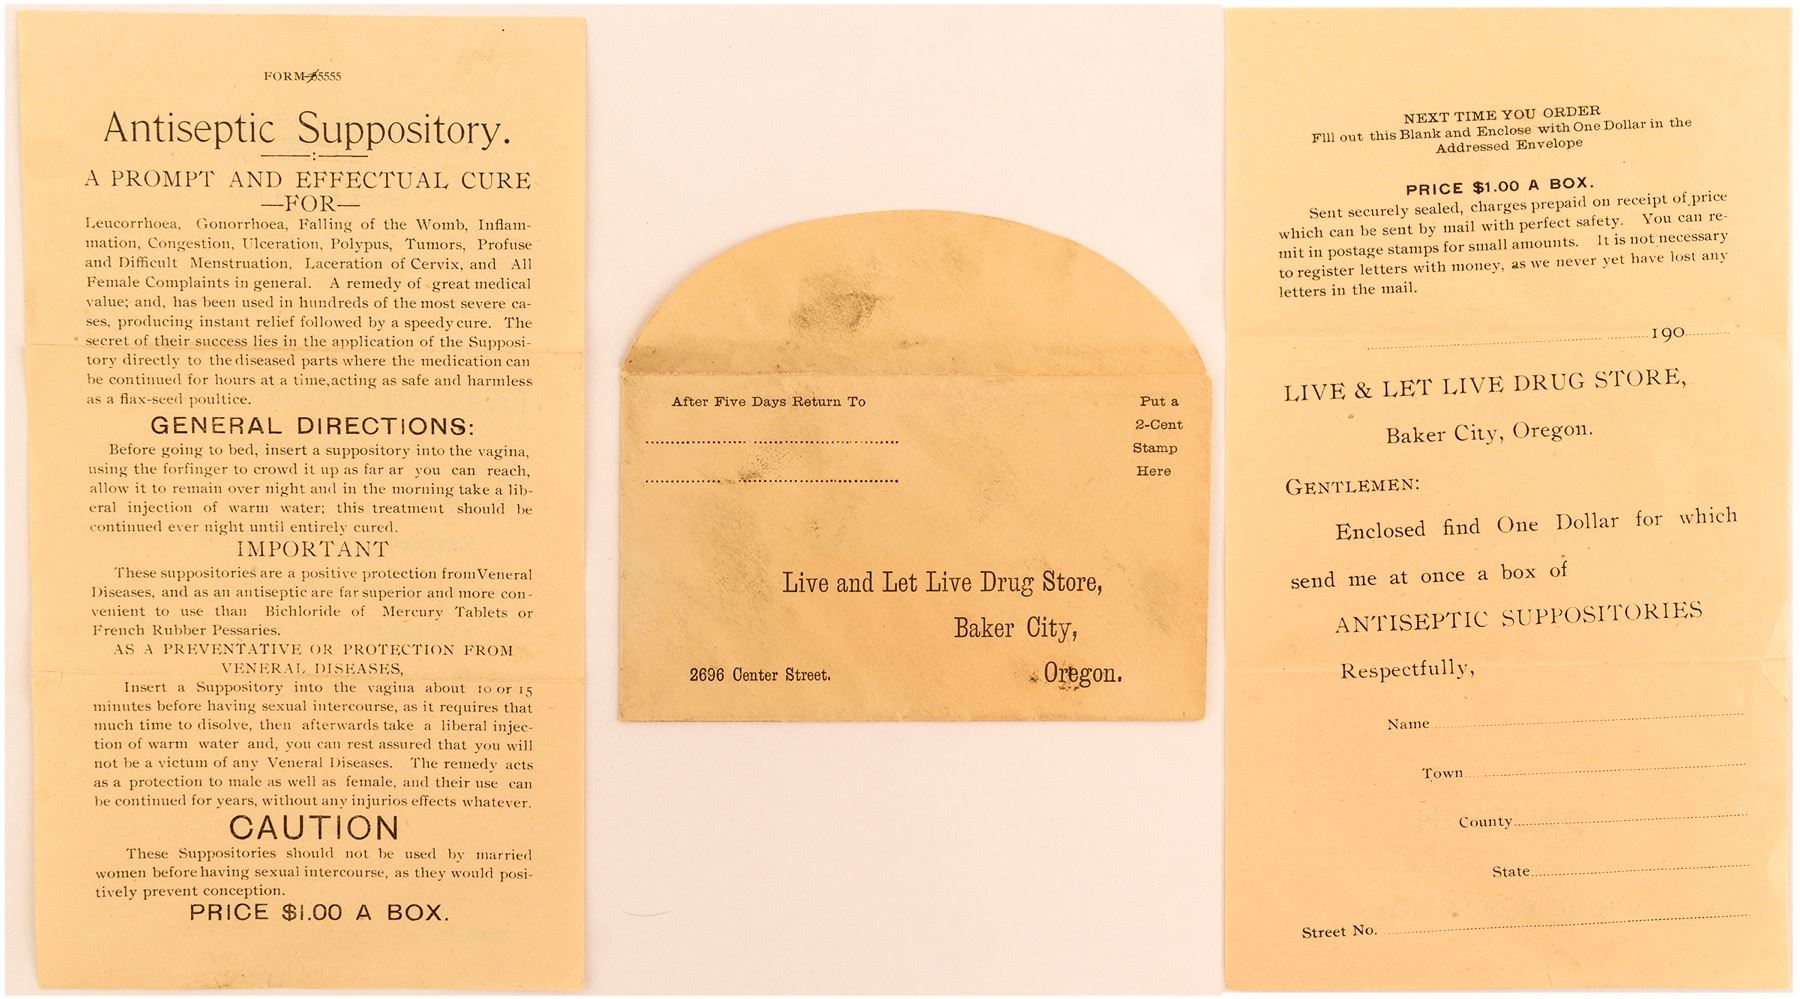 FORM 55555
Antiseptic Suppository.
A PROMPT AND EFFECTUAL CURE
—FOR—
Leucorrhoea, Gonorrhoea, Falling of the Womb, Inflam-
mation, Congestion, Ulceration, Polypus, Tumors, Profuse
and Difficult Menstruation, Laceration of Cervix, and All
Female Complaints in general. A remedy of great medical
value; and, has been used in hundreds of the most severe ca-
ses, producing instant relief followed by a speedy cure. The
secret of their success lies in the application of the Supposi-
tory directly to the diseased parts where the medication can
be continued for hours at a time, acting as safe and harmless
as a flax-seed poultice.
GENERAL DIRECTIONS:
Before going to bed, insert a suppository into the vagina,
using the forfinger to crowd it up as far ar you can reach,
allow it to remain over night and in the morning take a lib-
eral injection of warm water; this treatment should be
continued ever night until entirely cured.
IMPORTANT
These suppositories are a positive protection from Veneral
Diseases, and as an antiseptic are far superior and more con-
venient to use than Bichloride of Mercury Tablets or
French Rubber Pessaries.
AS A PREVENTATIVE OR PROTECTION FROM
VENERAL DISEASES,
Insert a Suppository into the vagina about 10 or 15
minutes before having sexual intercourse, as it requires that
much time to disolve, then afterwards take a liberal injec-
tion of warm water and, you can rest assured that you will
not be a victum of any Veneral Diseases. The remedy acts
as a protection to male as well as female, and their use can
be continued for years, without any injurios effects whatever.
CAUTION
These Suppositories should not be used by married
women before having sexual intercourse, as they would posi-
tively prevent conception.
PRICE $1.00 A BOX.
After Five Days Return To
Put a
2-Cent
Stamp
Here
Live and Let Live Drug Store,
Baker City,
2696 Center Street.
Oregon.
NEXT TIME YOU ORDER
Fill out this Blank and Enclose with One Dollar in the
Addressed Envelope
PRICE $1.00 A BOX.
Sent securely sealed, charges prepaid on receipt of price
which can be sent by mail with perfect safety. You can re-
mit in postage stamps for small amounts. It is not necessary
to register letters with money, as we never yet have lost any
letters in the mail.
190
LIVE & LET LIVE DRUG STORE,
Baker City, Oregon.
GENTLEMEN:
Enclosed find One Dollar for which
send me at once a box of
ANTISEPTIC SUPPOSITORIES
Respectfully,
Name
Town
County
State
Street No.